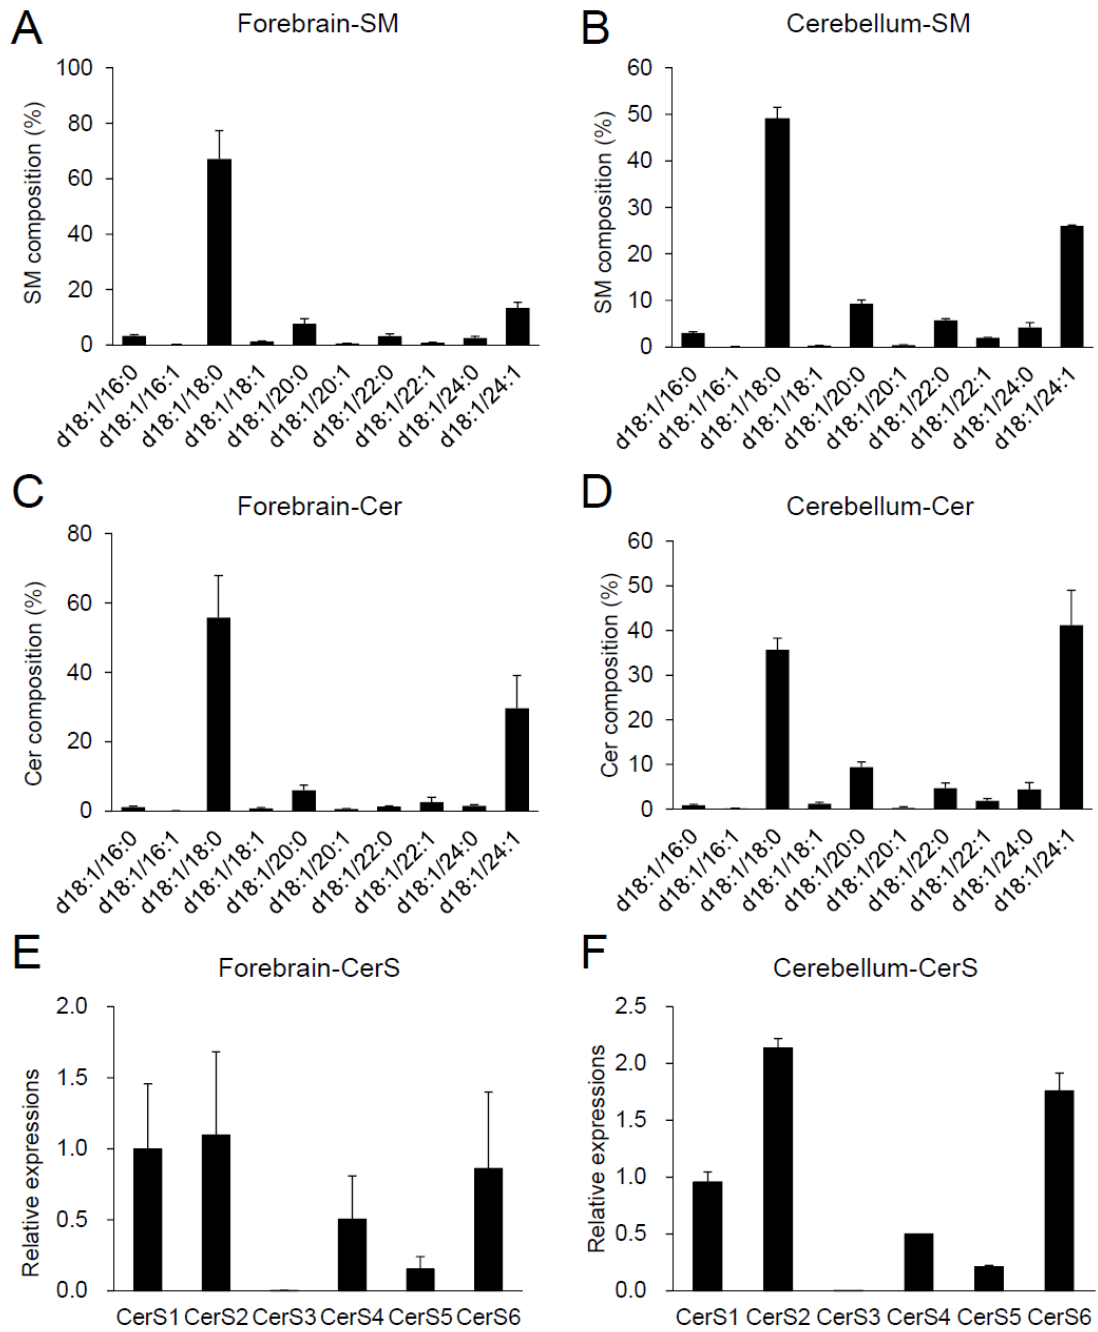 A
Forebrain-SM
SM composition (%)
100
80
60
40
20
0
d18:1/16:0
d18:1/16:1
d18:1/18:0
d18:1/18:1
d18:1/20:0
d18:1/20:1
d18:1/22:0
d18:1/22:1
d18:1/24:0
d18:1/24:1
B
Cerebellum-SM
SM composition (%)
60
50
40
30
20
10
0
d18:1/16:0
d18:1/16:1
d18:1/18:0
d18:1/18:1
d18:1/20:0
d18:1/20:1
d18:1/22:0
d18:1/22:1
d18:1/24:0
d18:1/24:1
C
Forebrain-Cer
Cer composition (%)
80
60
40
20
0
d18:1/16:0
d18:1/16:1
d18:1/18:0
d18:1/18:1
d18:1/20:0
d18:1/20:1
d18:1/22:0
d18:1/22:1
d18:1/24:0
d18:1/24:1
D
Cerebellum-Cer
Cer composition (%)
60
50
40
30
20
10
0
d18:1/16:0
d18:1/16:1
d18:1/18:0
d18:1/18:1
d18:1/20:0
d18:1/20:1
d18:1/22:0
d18:1/22:1
d18:1/24:0
d18:1/24:1
E
Forebrain-CerS
Relative expressions
2.0
1.5
1.0
0.5
0.0
CerS1 CerS2 CerS3 CerS4 CerS5 CerS6
F
Cerebellum-CerS
Relative expressions
2.5
2.0
1.5
1.0
0.5
0.0
CerS1 CerS2 CerS3 CerS4 CerS5 CerS6